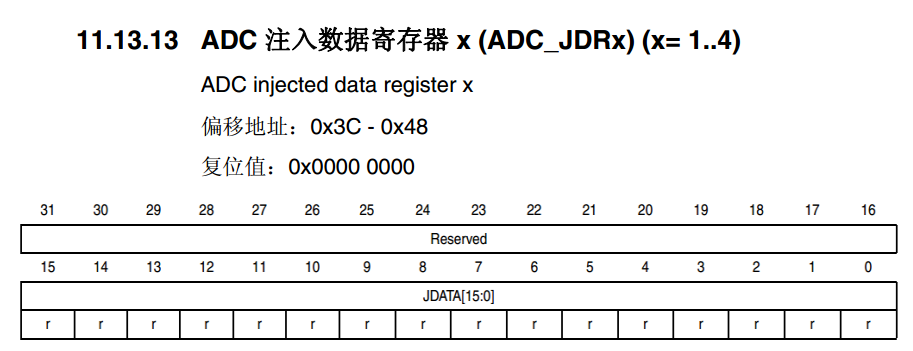 11.13.13 ADC 注入数据寄存器 x (ADC_JDRx) (x= 1..4)
ADC injected data register x
偏移地址：0x3C - 0x48
复位值：0x0000 0000
31 30 29 28 27 26 25 24 23 22 21 20 19 18 17 16
Reserved
15 14 13 12 11 10 9 8 7 6 5 4 3 2 1 0
JDATA[15:0]
r r r r r r r r r r r r r r r r